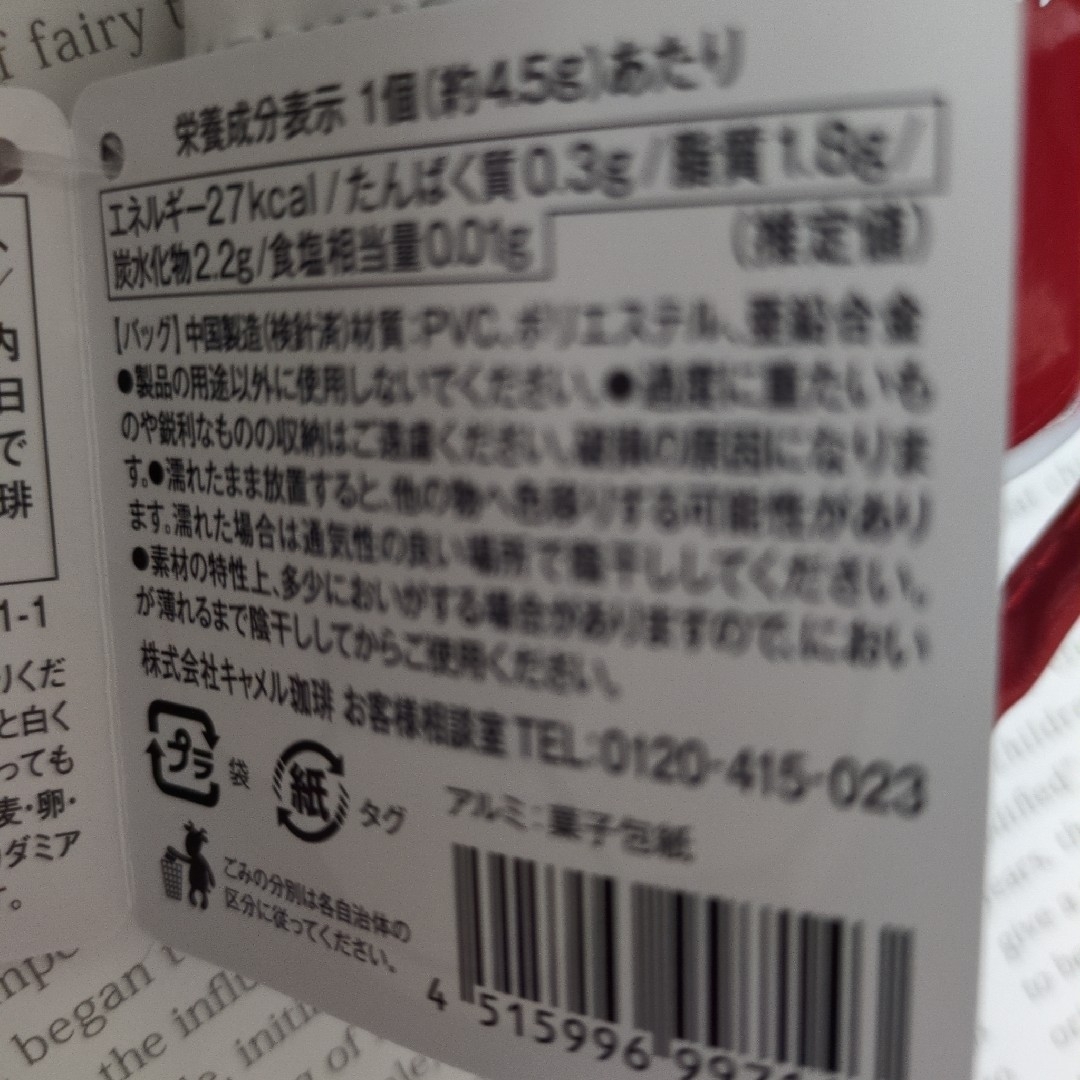 f fairy t
栄養成分表示 1個(約4.5g)あたり
エネルギー27kcal/たんぱく質0.3g/脂質1.8g/
炭水化物2.2g/食塩相当量0.01g
(推定値)
【バッグ】中国製造(検針済)材質:PVC、ポリエステル、亜鉛合金
●製品の用途以外に使用しないでください。●過度に重たいも
のや鋭利なものの収納はご遠慮ください。破損の原因になりま
す。●濡れたまま放置すると、他の物へ色移りする可能性があり
ます。濡れた場合は通気性の良い場所で陰干ししてください。
●素材の特性上、多少においがする場合がありますので、におい
が薄れるまで陰干ししてからご使用ください。
株式会社キャメル珈琲 お客様相談室 TEL:0120-415-023
プラ 袋 紙 タグ アルミ:菓子包紙
ごみの分別は各自治体の
区分に従ってください。
4 515996 997
内
日
で
琲
1-1
りくだ
と白く
っても
麦・卵・
ダミア
。
began
the influ
initi
of